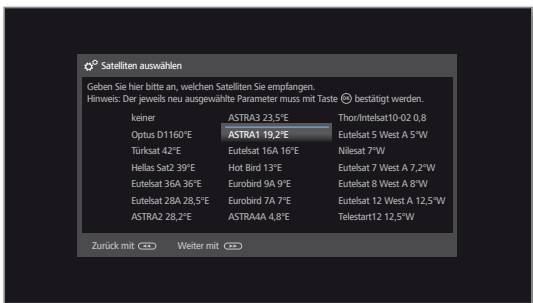 Satelliten auswählen
Geben Sie hier bitte an, welchen Satelliten Sie empfangen.
Hinweis: Der jeweils neu ausgewählte Parameter muss mit Taste OK bestätigt werden.
keiner ASTRA3 23,5°E Thor/Intelsat10-02 0,8
Optus D1160°E ASTRA1 19,2°E Eutelsat 5 West A 5°W
Türksat 42°E Eutelsat 16A 16°E Nilesat 7°W
Hellas Sat2 39°E Hot Bird 13°E Eutelsat 7 West A 7,2°W
Eutelsat 36A 36°E Eurobird 9A 9°E Eutelsat 8 West A 8°W
Eutelsat 28A 28,5°E Eurobird 7A 7°E Eutelsat 12 West A 12,5°W
ASTRA2 28,2°E ASTRA4A 4,8°E Telestart12 12,5°W
Zurück mit Weiter mit